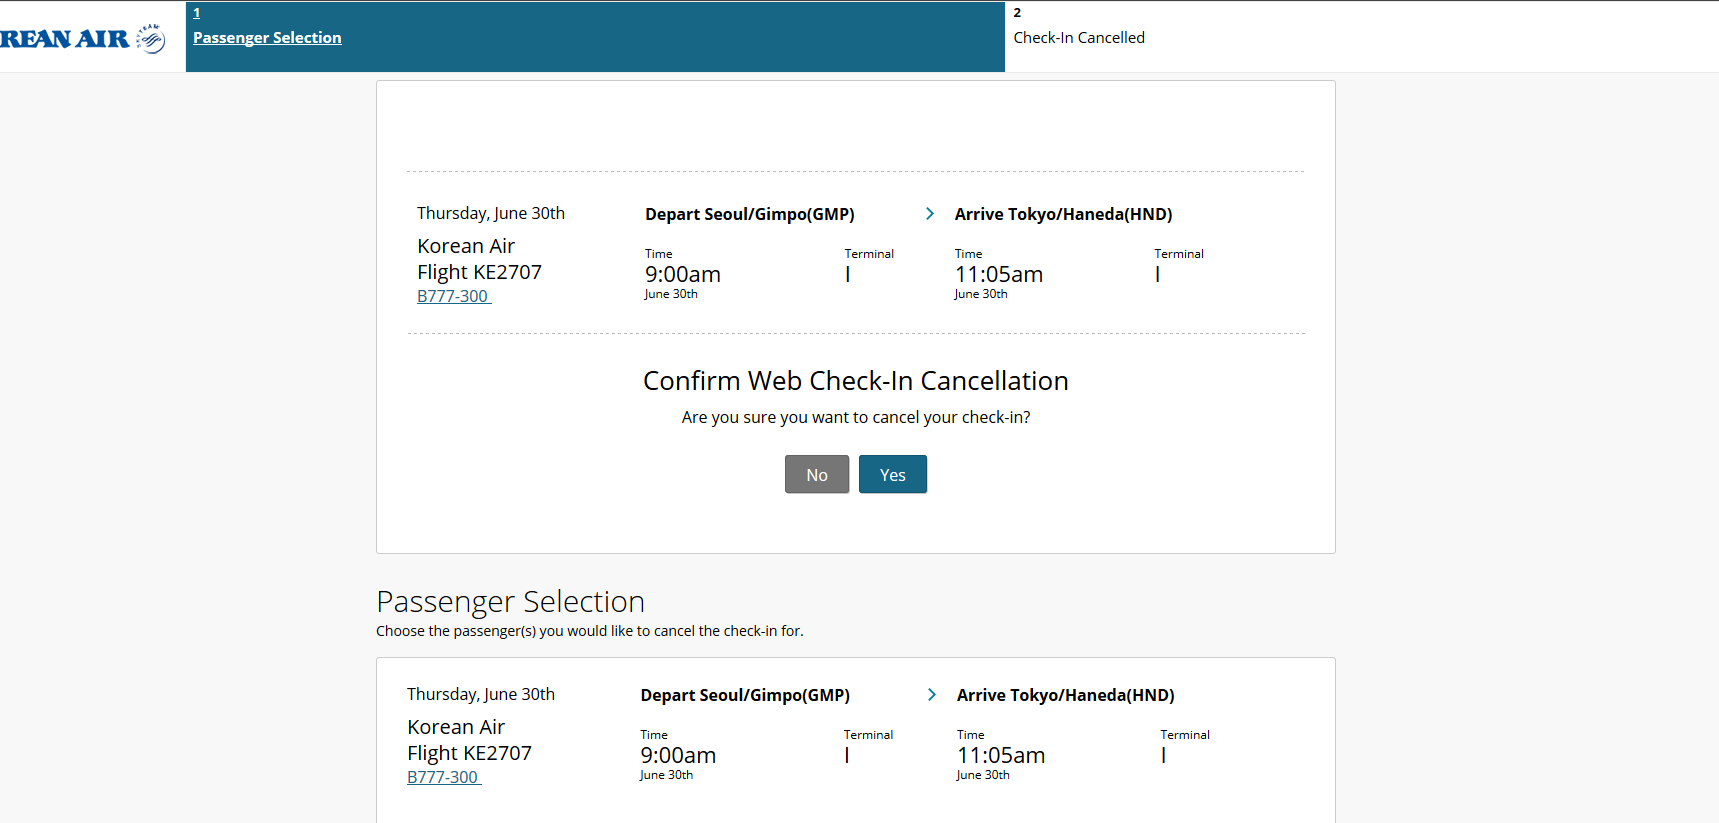 REAN AIR
1
Passenger Selection
2
Check-In Cancelled
Thursday, June 30th
Korean Air
Flight KE2707
B777-300
Depart Seoul/Gimpo(GMP)
Time
9:00am
June 30th
Terminal
I
Arrive Tokyo/Haneda(HND)
Time
11:05am
June 30th
Terminal
I
Confirm Web Check-In Cancellation
Are you sure you want to cancel your check-in?
No
Yes
Passenger Selection
Choose the passenger(s) you would like to cancel the check-in for.
Thursday, June 30th
Korean Air
Flight KE2707
B777-300
Depart Seoul/Gimpo(GMP)
Time
9:00am
June 30th
Terminal
I
Arrive Tokyo/Haneda(HND)
Time
11:05am
June 30th
Terminal
I